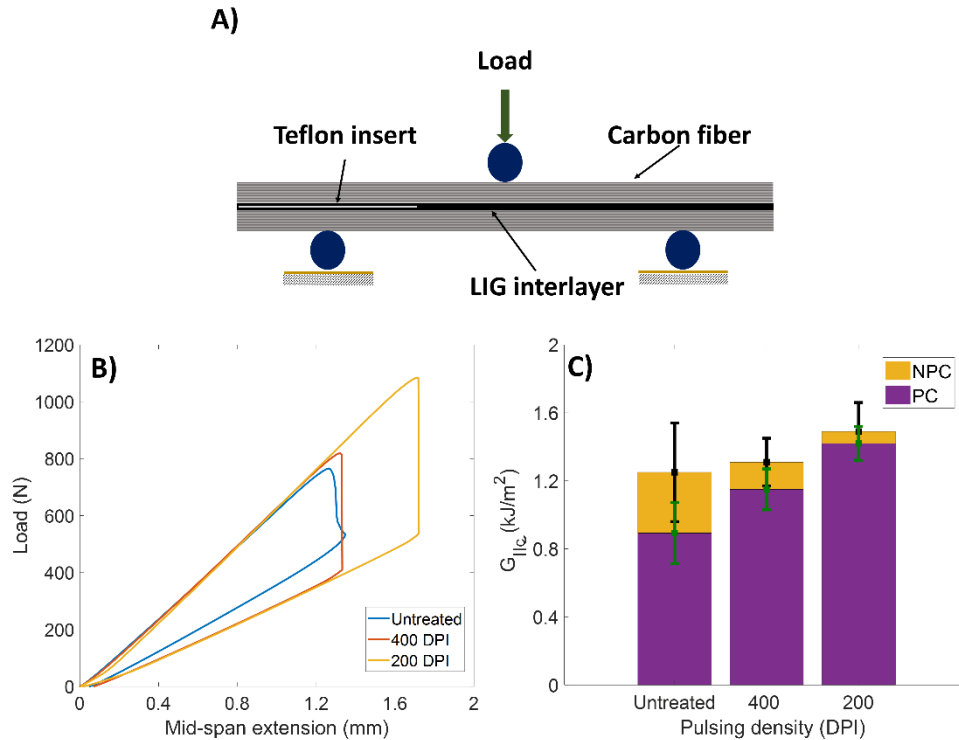 A)
Load
Teflon insert
Carbon fiber
LIG interlayer
B)
1200
1000
800
600
400
200
0
Load (N)
0
0.4
0.8
1.2
1.6
2
Mid-span extension (mm)
Untreated
400 DPI
200 DPI
C)
2
1.6
1.2
0.8
0.4
0
G_IIc (kJ/m²)
NPC
PC
Untreated
400
200
Pulsing density (DPI)